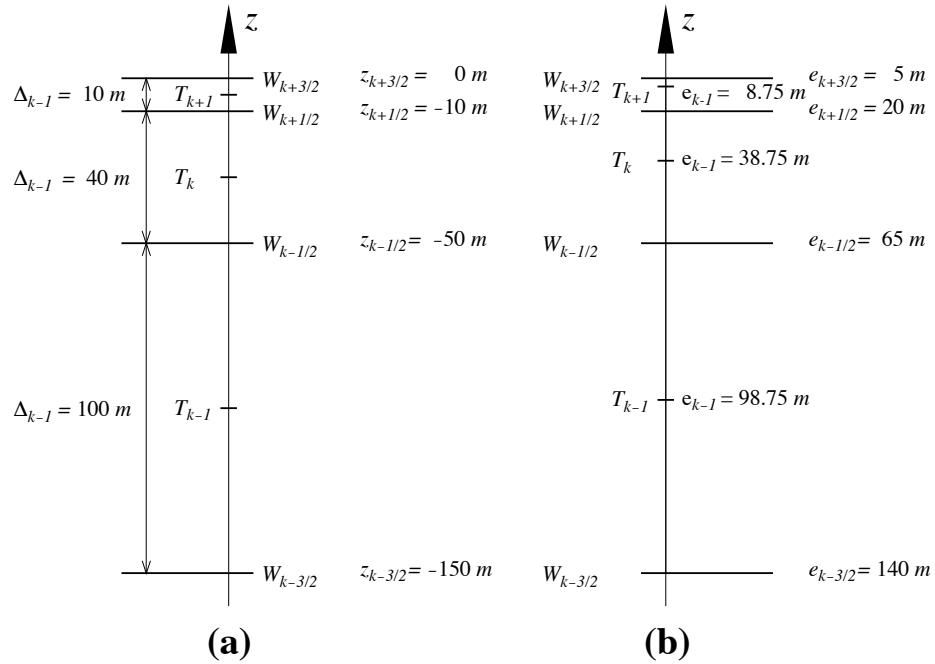 z z
W_{k+3/2} z_{k+3/2} = 0 m W_{k+3/2} e_{k+3/2} = 5 m
Δ_{k-1} = 10 m T_{k+1} T_{k+1} e_{k-1} = 8.75 m
W_{k+1/2} z_{k+1/2} = -10 m W_{k+1/2} e_{k+1/2} = 20 m
T_k e_{k-1} = 38.75 m
Δ_{k-1} = 40 m T_k
W_{k-1/2} z_{k-1/2} = -50 m W_{k-1/2} e_{k-1/2} = 65 m
T_{k-1} e_{k-1} = 98.75 m
Δ_{k-1} = 100 m T_{k-1}
W_{k-3/2} z_{k-3/2} = -150 m W_{k-3/2} e_{k-3/2} = 140 m
(a) (b)